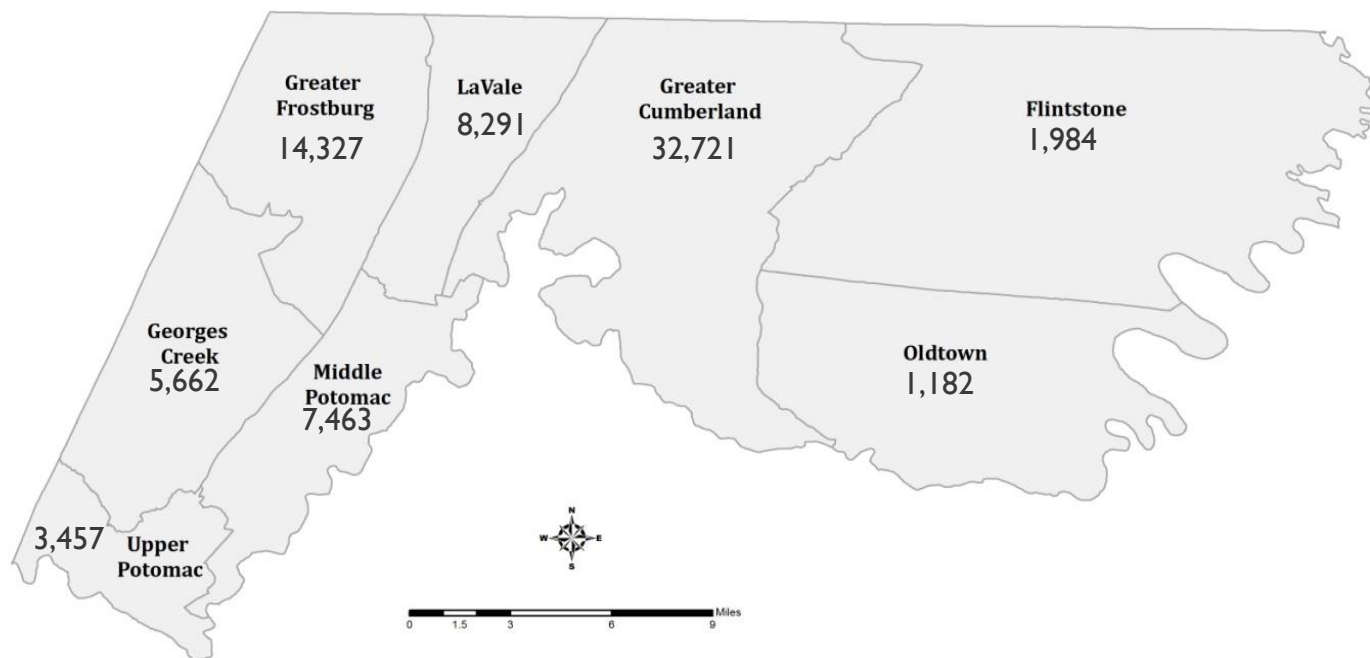 Greater
Frostburg
14,327
LaVale
8,291
Greater
Cumberland
32,721
Flintstone
1,984
Georges
Creek
5,662
Middle
Potomac
7,463
Oldtown
1,182
3,457
Upper
Potomac
N
W
E
S
Miles
0 1.5 3 6 9